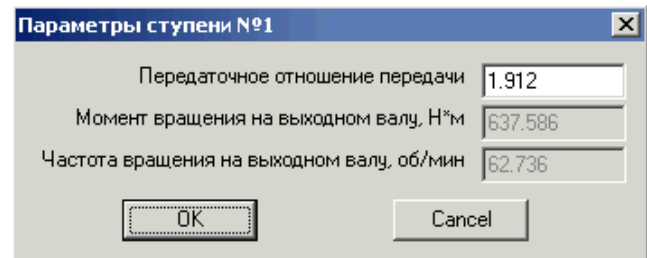 Параметры ступени №1
Передаточное отношение передачи 1.912
Момент вращения на выходном валу, Н*м 637.586
Частота вращения на выходном валу, об/мин 62.736
OK Cancel